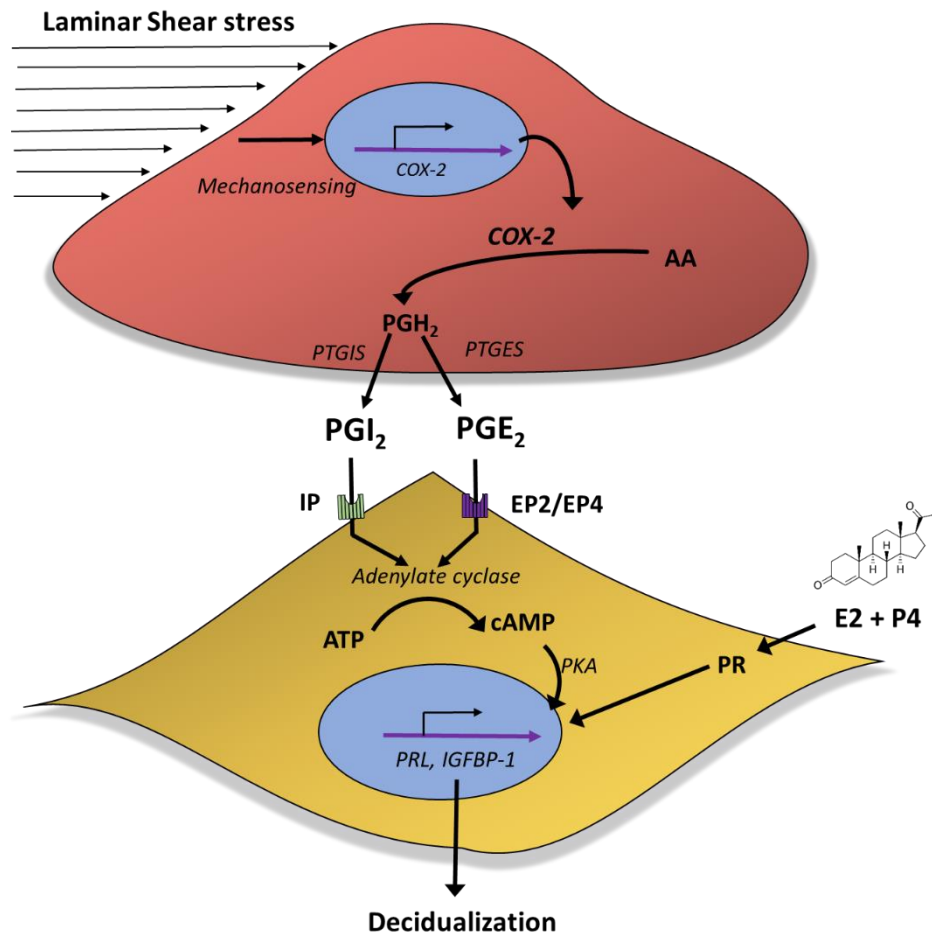 Laminar Shear stress
COX-2
Mechanosensing
COX-2
AA
PGH₂
PTGIS
PTGES
PGI₂
PGE₂
IP
EP2/EP4
Adenylate cyclase
ATP
cAMP
PKA
O
H
H
H
O
E2 + P4
PR
PRL, IGFBP-1
Decidualization